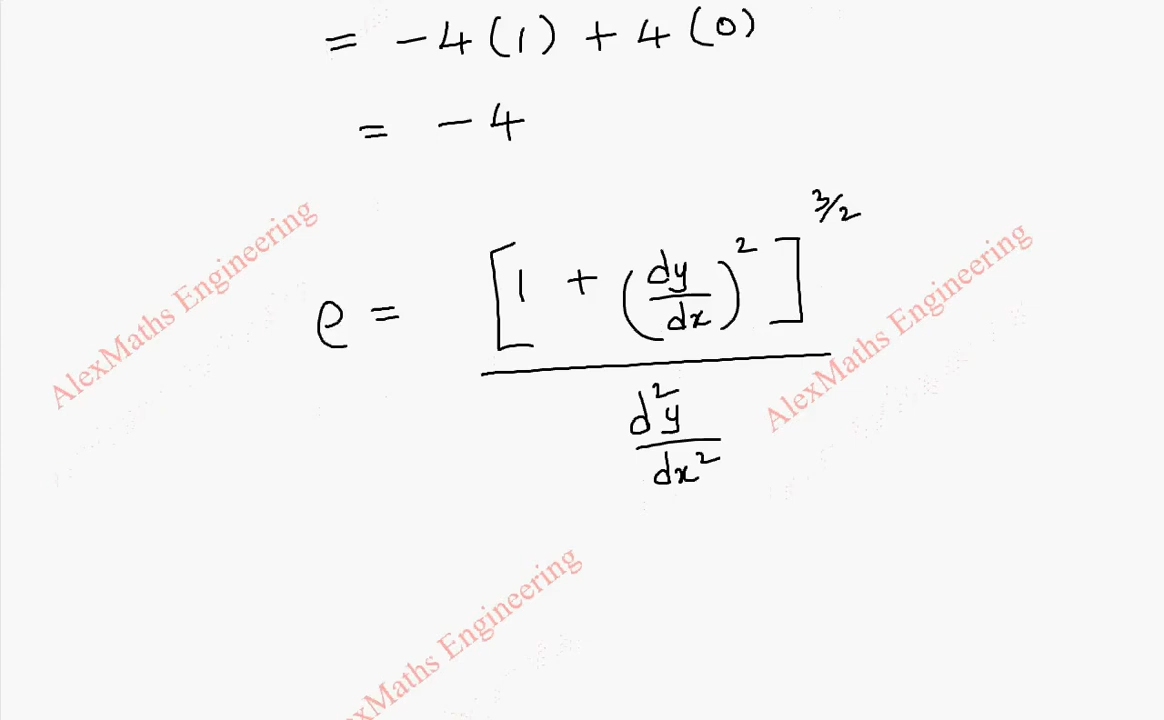 = -4 (1) + 4 (0)
= -4
ρ = [1 + (dy/dx)²]^3/2 / d²y/dx²
AlexMaths Engineering
AlexMaths Engineering
AlexMaths Engineering